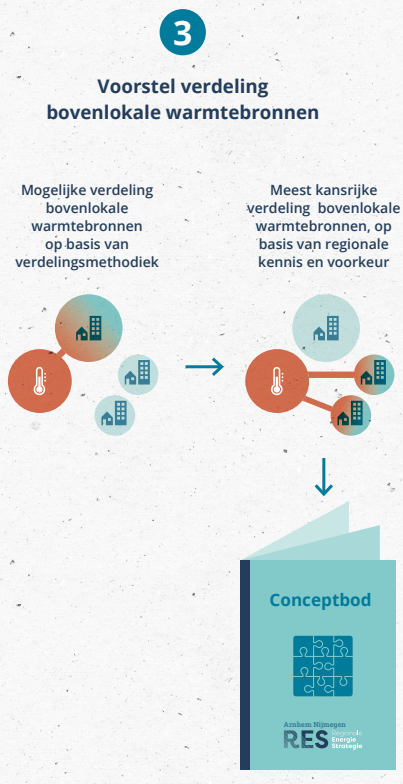 3
Voorstel verdeling
bovenlokale warmtebronnen
Mogelijke verdeling
bovenlokale
warmtebronnen
op basis van
verdelingsmethodiek
Meest kansrijke
verdeling bovenlokale
warmtebronnen, op
basis van regionale
kennis en voorkeur
Conceptbod
Arnhem Nijmegen
RES Regionale
Energie
Strategie